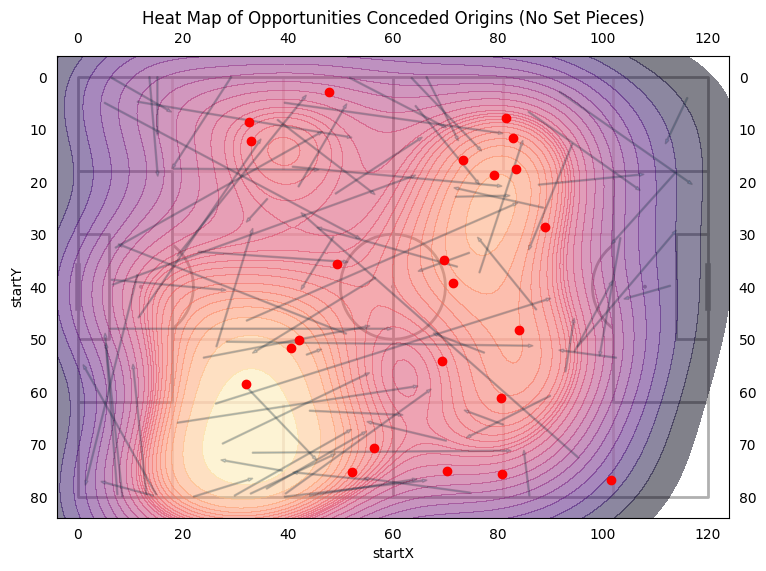 Heat Map of Opportunities Conceded Origins (No Set Pieces)
0 20 40 60 80 100 120
0 0
10 10
20 20
30 30
startY
40 40
50 50
60 60
70 70
80 80
0 20 40 60 80 100 120
startX